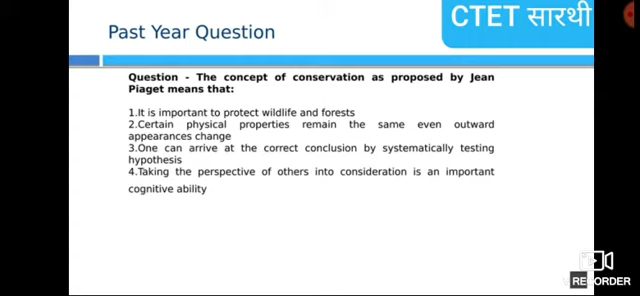 CTET सारथी
Past Year Question
Question - The concept of conservation as proposed by Jean
Piaget means that:
1.It is important to protect wildlife and forests
2.Certain physical properties remain the same even outward
appearances change
3.One can arrive at the correct conclusion by systematically testing
hypothesis
4.Taking the perspective of others into consideration is an important
cognitive ability
RECORDER